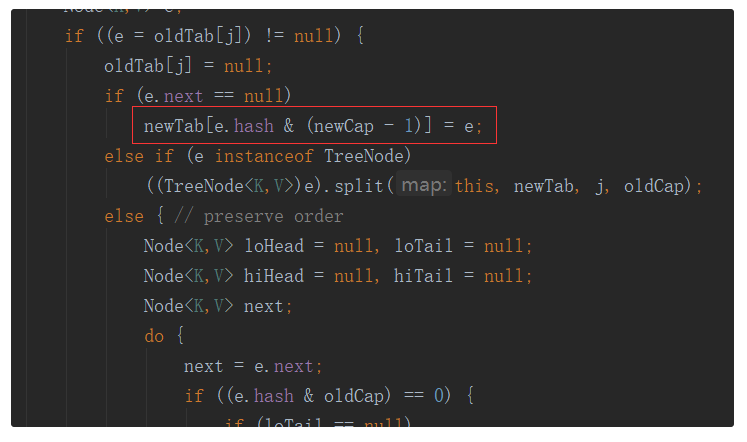 Node<K,V> e;
if ((e = oldTab[j]) != null) {
oldTab[j] = null;
if (e.next == null)
newTab[e.hash & (newCap - 1)] = e;
else if (e instanceof TreeNode)
((TreeNode<K,V>)e).split( map: this, newTab, j, oldCap);
else { // preserve order
Node<K,V> loHead = null, loTail = null;
Node<K,V> hiHead = null, hiTail = null;
Node<K,V> next;
do {
next = e.next;
if ((e.hash & oldCap) == 0) {
if (loTail == null)